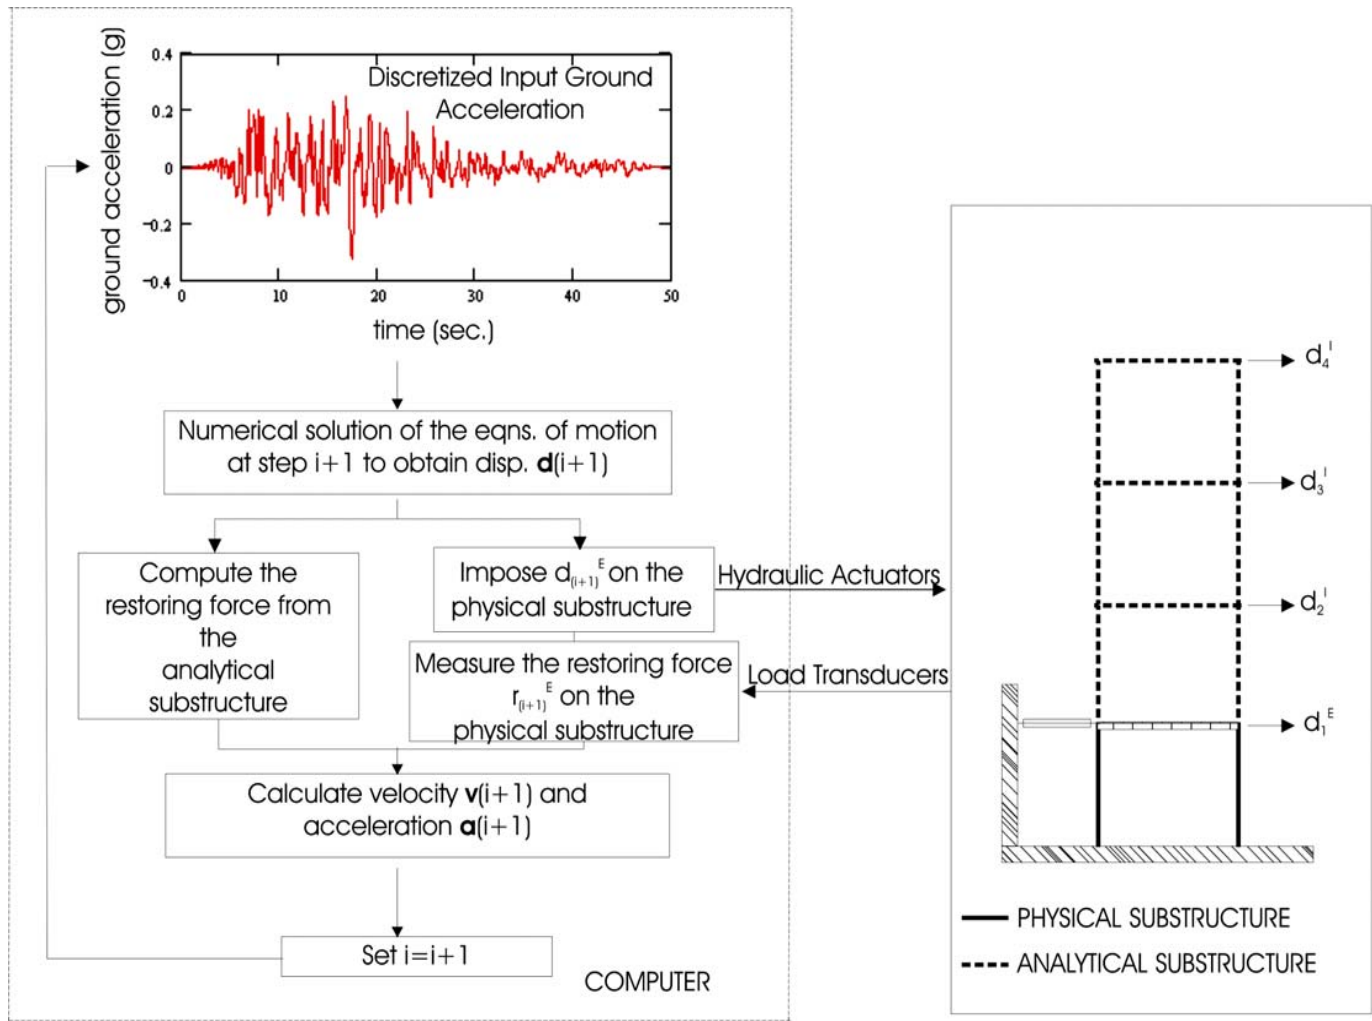 ground acceleration (g)
0.4
0.2
0
−0.2
−0.4
Discretized Input Ground
Acceleration
0 10 20 30 40 50
time (sec.)
Numerical solution of the eqns. of motion
at step i+1 to obtain disp. d(i+1)
Compute the
restoring force from
the
analytical
substructure
Impose d(i+1)E on the
physical substructure
Measure the restoring force
r(i+1)E on the
physical substructure
Hydraulic Actuators
Load Transducers
Calculate velocity v(i+1) and
acceleration a(i+1)
Set i=i+1
COMPUTER
d4I
d3I
d2I
d1E
PHYSICAL SUBSTRUCTURE
ANALYTICAL SUBSTRUCTURE